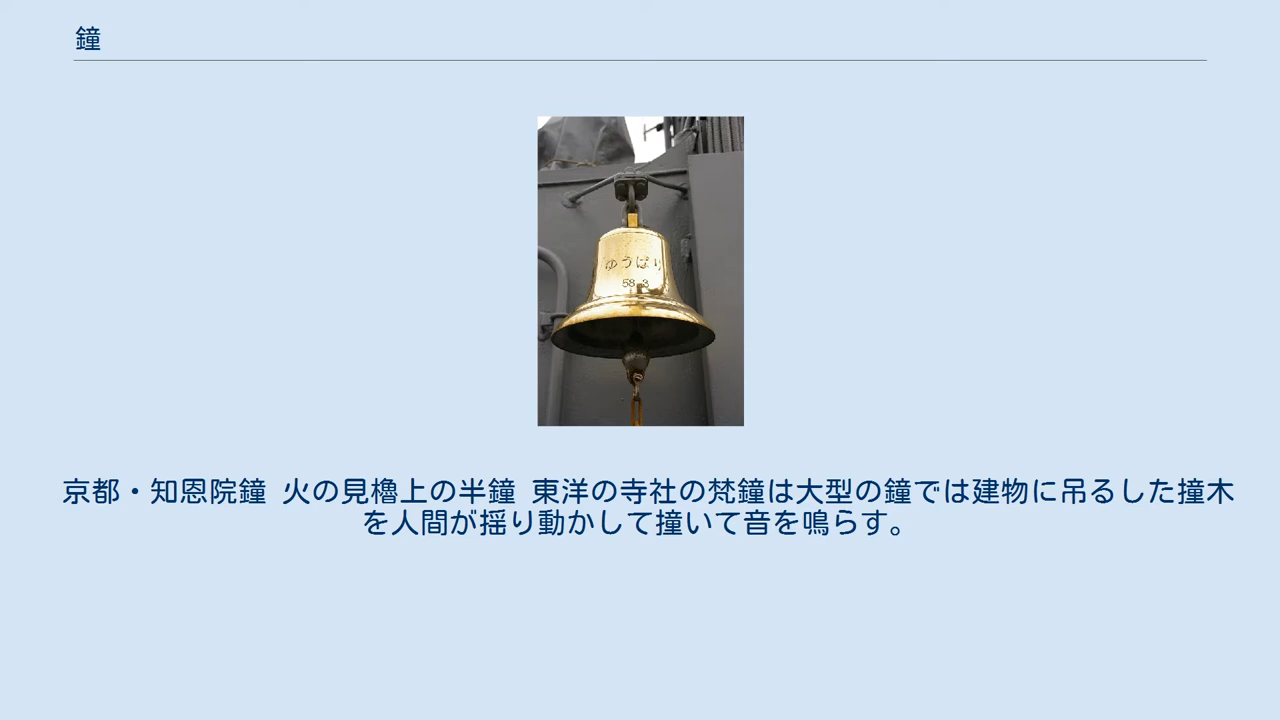 鐘
ゆうばり
58.3
京都・知恩院鐘 火の見櫓上の半鐘 東洋の寺社の梵鐘は大型の鐘では建物に吊るした撞木
を人間が揺り動かして撞いて音を鳴らす。